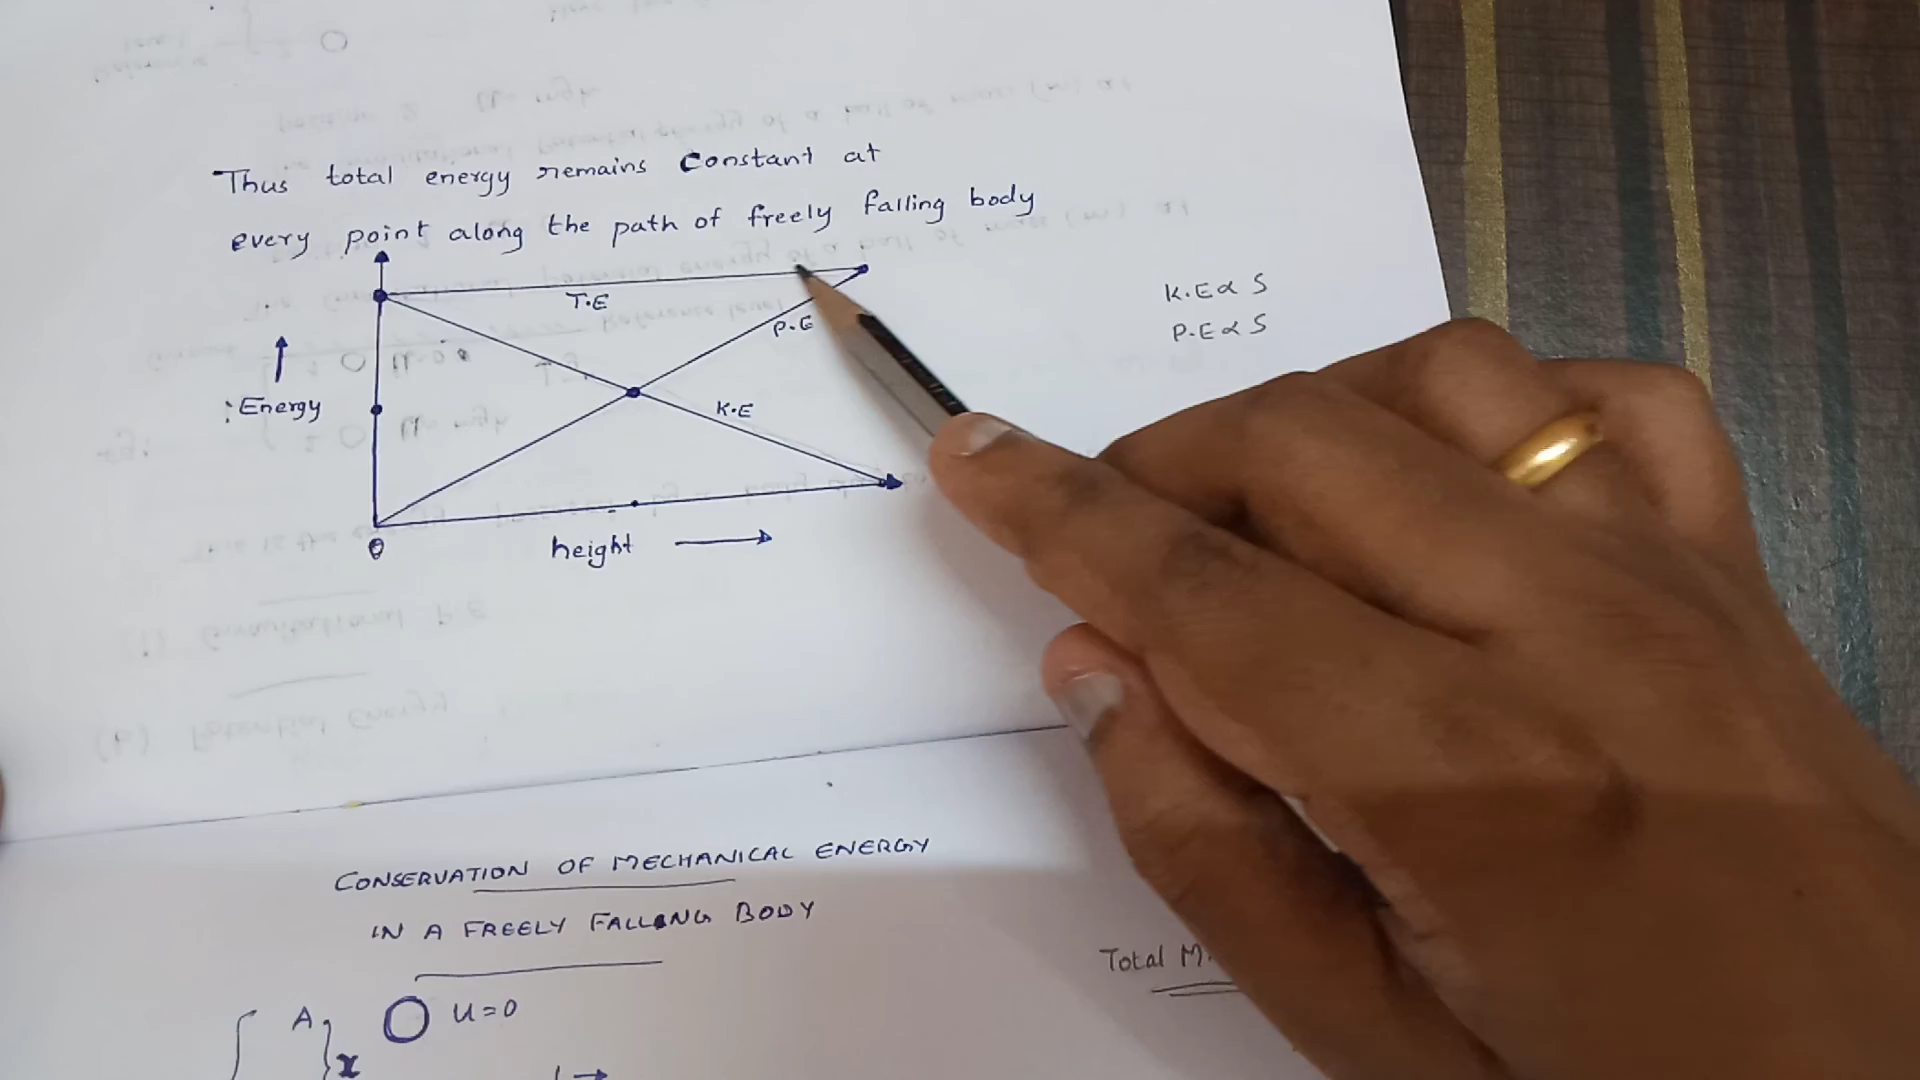 Thus total energy remains Constant at
every point along the path of freely falling body
T.E
P.E
K.E
Energy
0
height
K.E ∝ S
P.E ∝ S
CONSERVATION OF MECHANICAL ENERGY
IN A FREELY FALLING BODY
Total M.
A
u=0
x